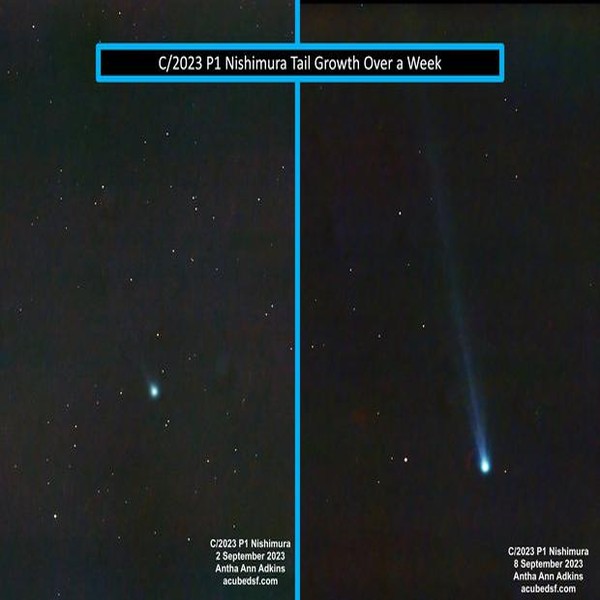 C/2023 P1 Nishimura Tail Growth Over a Week
C/2023 P1 Nishimura
2 September 2023
Antha Ann Adkins
acubedsf.com
C/2023 P1 Nishimura
8 September 2023
Antha Ann Adkins
acubedsf.com